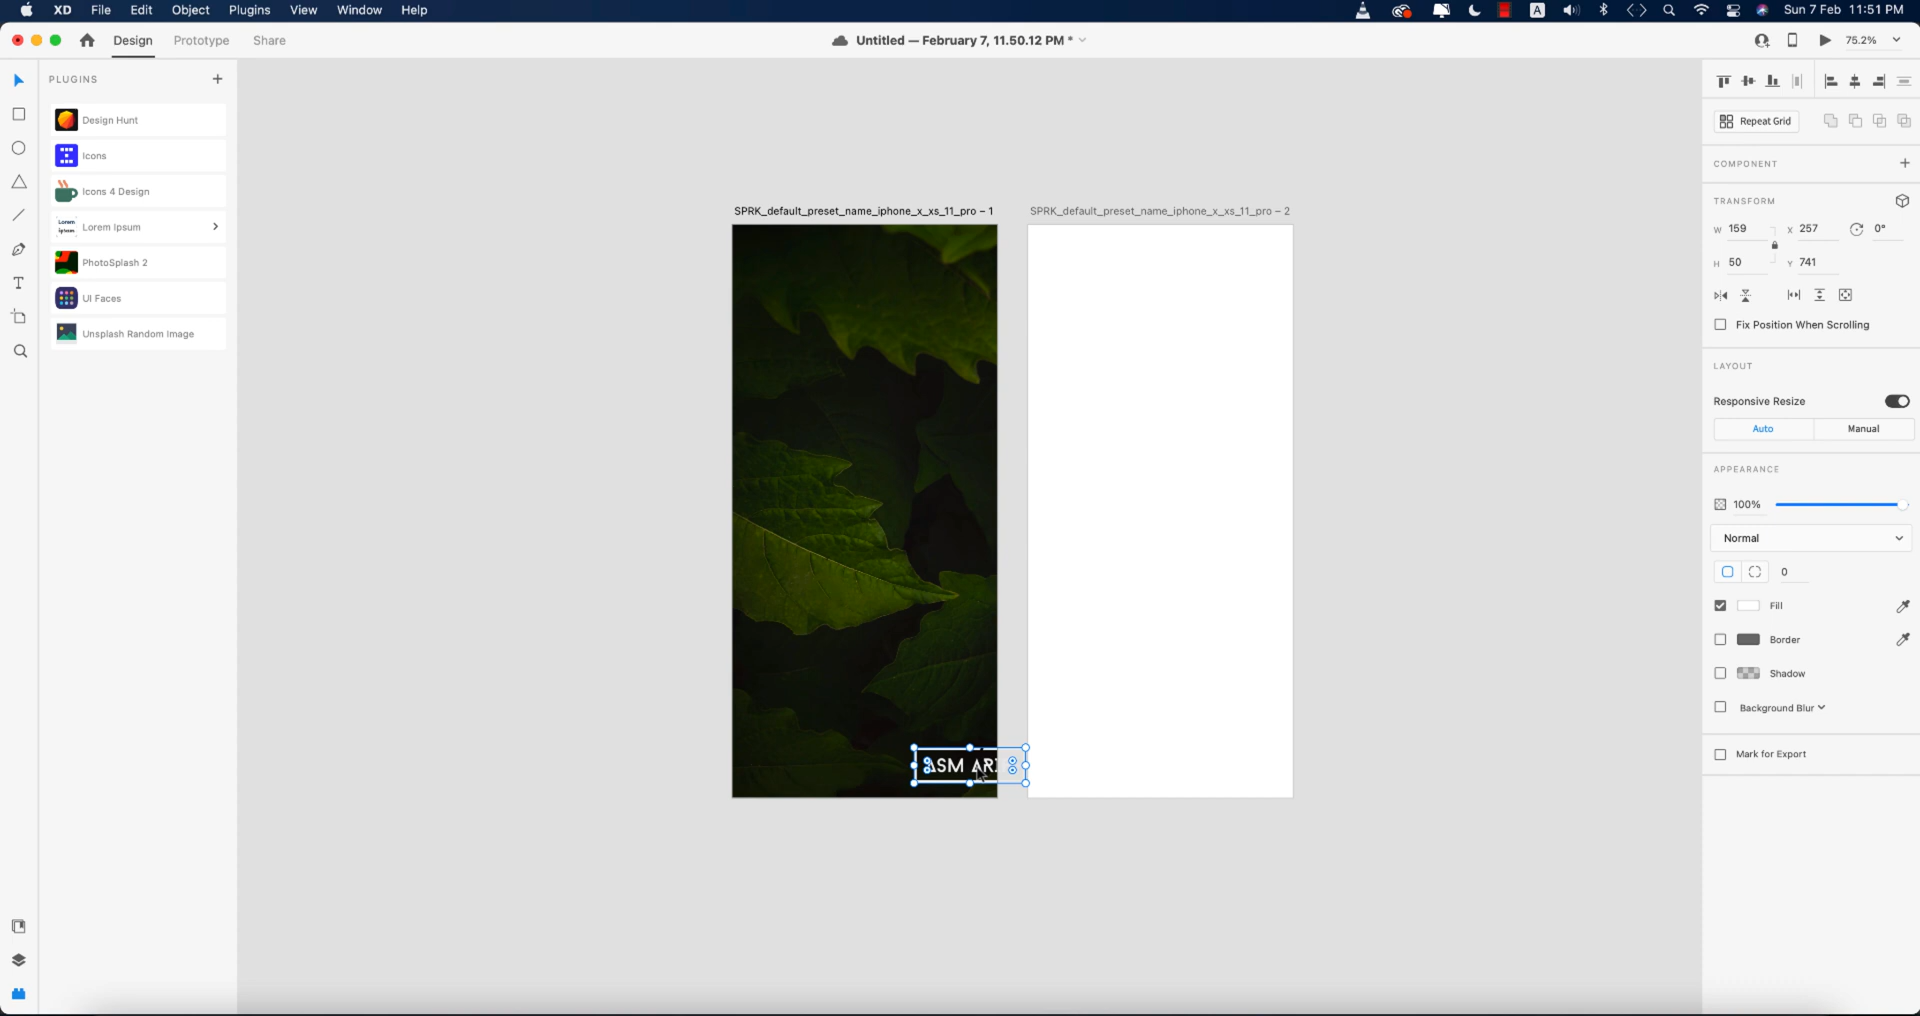 XD File Edit Object Plugins View Window Help
A Sun 7 Feb 11:51 PM
Design Prototype Share
Untitled — February 7, 11.50.12 PM *
75.2%
PLUGINS
Design Hunt
Icons
Icons 4 Design
Lorem Ipsum
Lorem Ipsum
PhotoSplash 2
UI Faces
Unsplash Random Image
SPRK_default_preset_name_iphone_x_xs_11_pro – 1
SPRK_default_preset_name_iphone_x_xs_11_pro – 2
ASM
Repeat Grid
COMPONENT
TRANSFORM
W 159 X 257 0°
H 50 Y 741
Fix Position When Scrolling
LAYOUT
Responsive Resize
Auto Manual
APPEARANCE
100%
Normal
0
Fill
Border
Shadow
Background Blur
Mark for Export